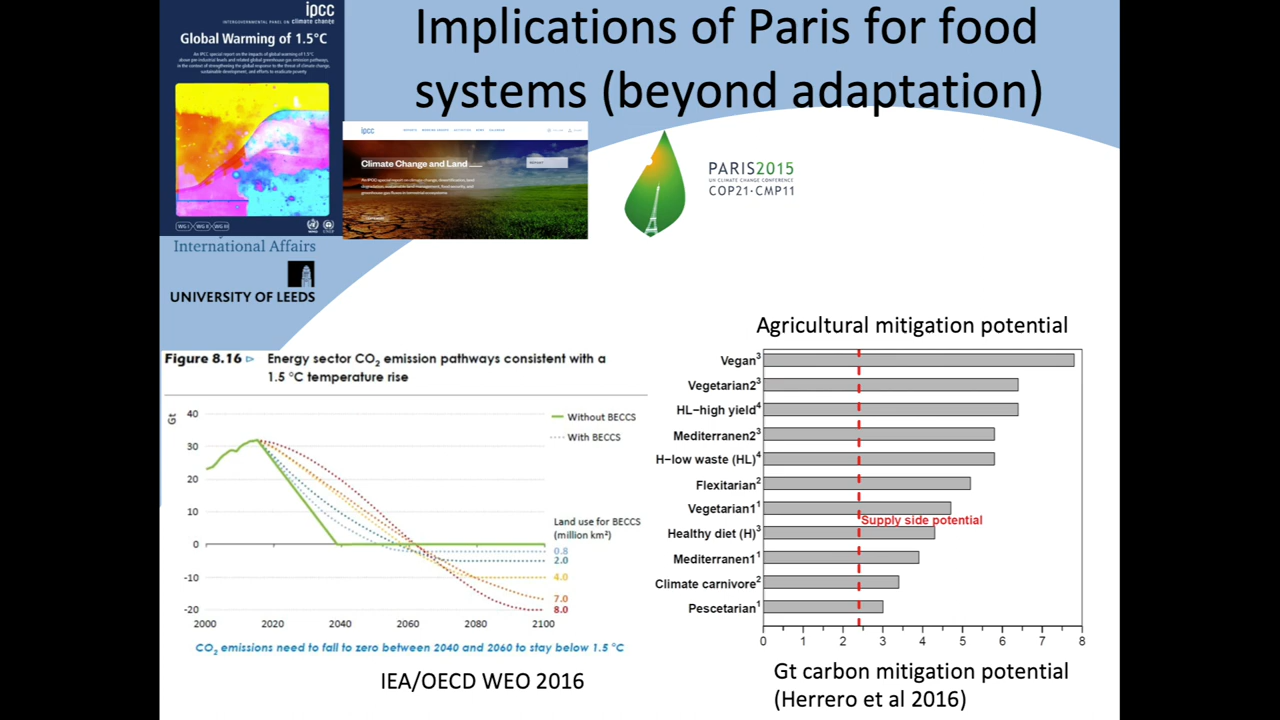 ipcc
INTERGOVERNMENTAL PANEL ON climate change
Global Warming of 1.5°C
An IPCC special report on the impacts of global warming of 1.5°C
above pre-industrial levels and related global greenhouse gas emission pathways,
in the context of strengthening the global response to the threat of climate change,
sustainable development, and efforts to eradicate poverty
WG I WG II WG III
Implications of Paris for food
systems (beyond adaptation)
ipcc
Climate Change and Land
An IPCC special report on climate change, desertification, land
degradation, sustainable land management, food security, and
greenhouse gas fluxes in terrestrial ecosystems
PARIS2015
UN CLIMATE CHANGE CONFERENCE
COP21·CMP11
International Affairs
UNIVERSITY OF LEEDS
Figure 8.16 ▷ Energy sector CO₂ emission pathways consistent with a
1.5 °C temperature rise
Gt
40
30
20
10
0
-10
-20
2000 2020 2040 2060 2080 2100
Without BECCS
With BECCS
Land use for BECCS
(million km²)
0.8
2.0
4.0
7.0
8.0
CO₂ emissions need to fall to zero between 2040 and 2060 to stay below 1.5 °C
IEA/OECD WEO 2016
Agricultural mitigation potential
Vegan³
Vegetarian2³
HL−high yield⁴
Mediterranen2³
H−low waste (HL)⁴
Flexitarian²
Vegetarian1¹
Supply side potential
Healthy diet (H)³
Mediterranen1¹
Climate carnivore²
Pescetarian¹
0 1 2 3 4 5 6 7 8
Gt carbon mitigation potential
(Herrero et al 2016)